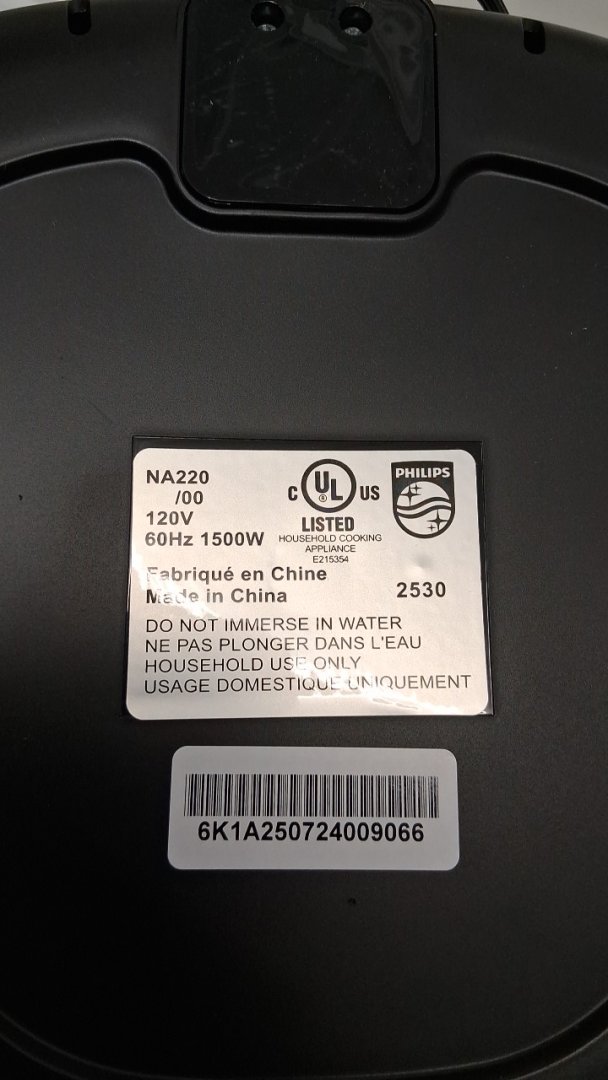 NA220
/00
120V
60Hz 1500W
C UL ® US
LISTED
HOUSEHOLD COOKING
APPLIANCE
E215354
PHILIPS
Fabriqué en Chine
Made in China
2530
DO NOT IMMERSE IN WATER
NE PAS PLONGER DANS L'EAU
HOUSEHOLD USE ONLY
USAGE DOMESTIQUE UNIQUEMENT
6K1A250724009066